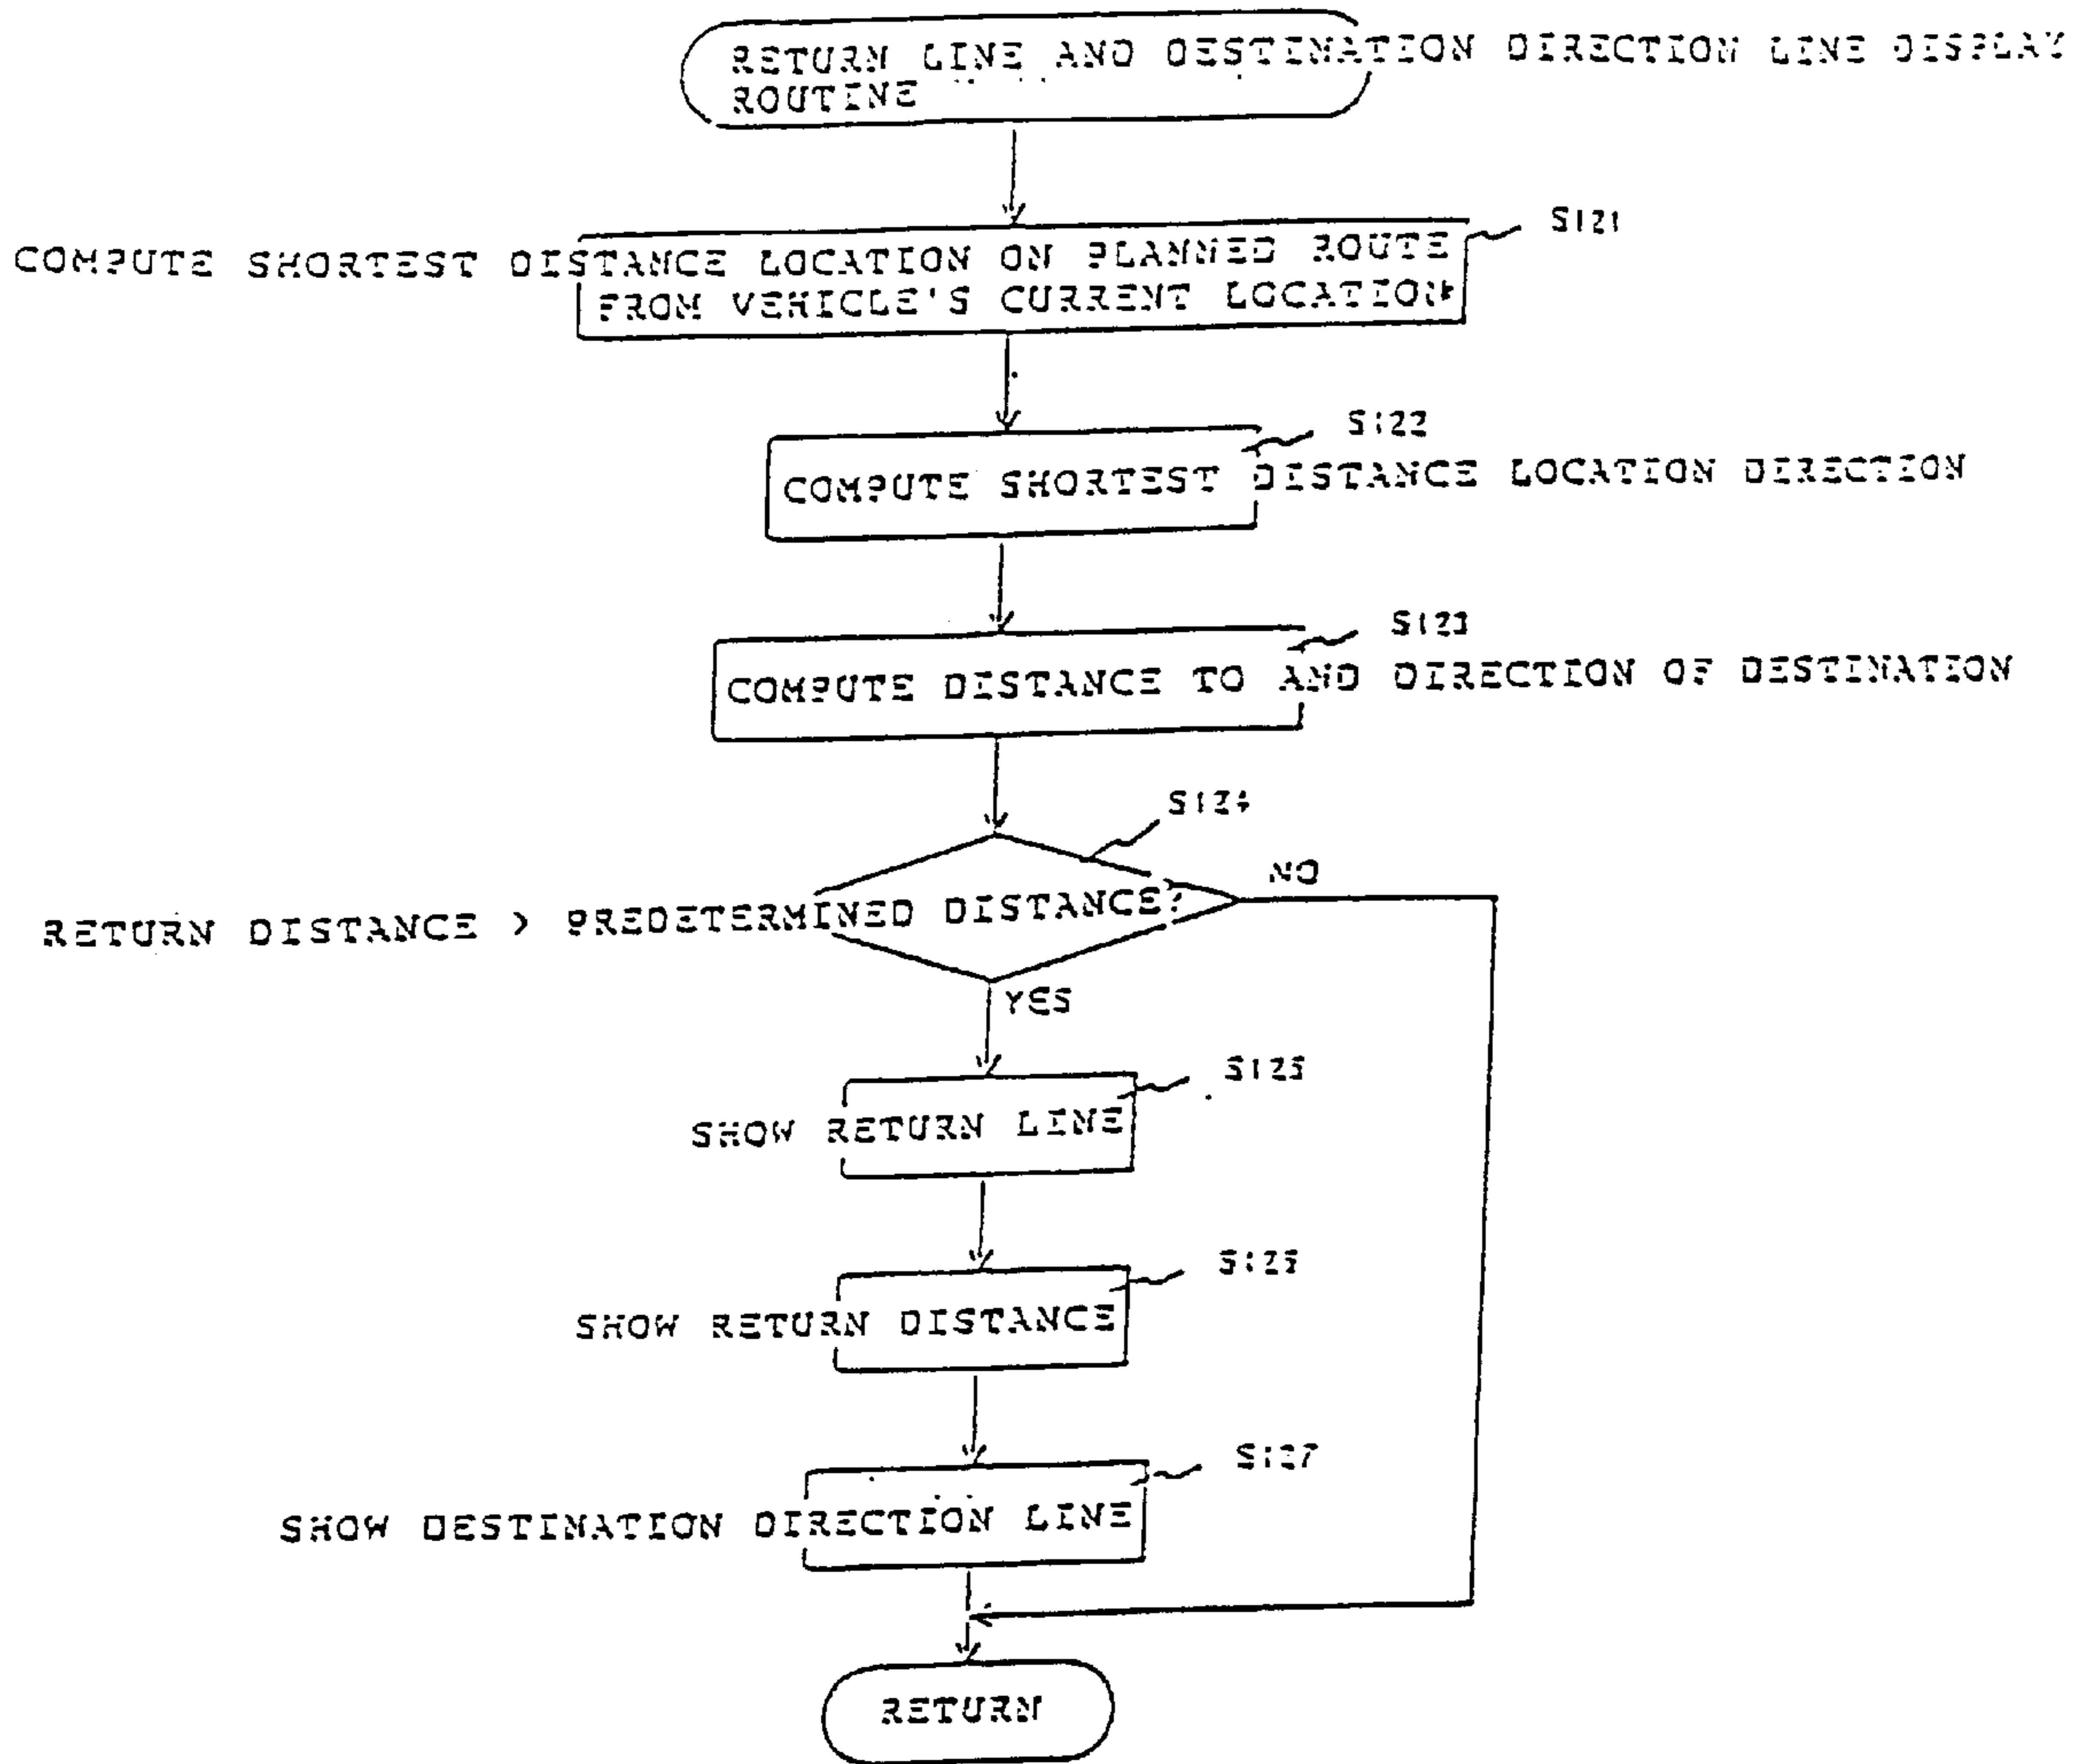 RETURN LINE AND DESTINATION DIRECTION LINE DISPLAY
ROUTINE
S121
COMPUTE SHORTEST DISTANCE LOCATION ON PLANNED ROUTE
FROM VEHICLE'S CURRENT LOCATION
S122
COMPUTE SHORTEST DISTANCE LOCATION DIRECTION
S123
COMPUTE DISTANCE TO AND DIRECTION OF DESTINATION
S124
NO
RETURN DISTANCE > PREDETERMINED DISTANCE?
YES
S125
SHOW RETURN LINE
S126
SHOW RETURN DISTANCE
S127
SHOW DESTINATION DIRECTION LINE
RETURN